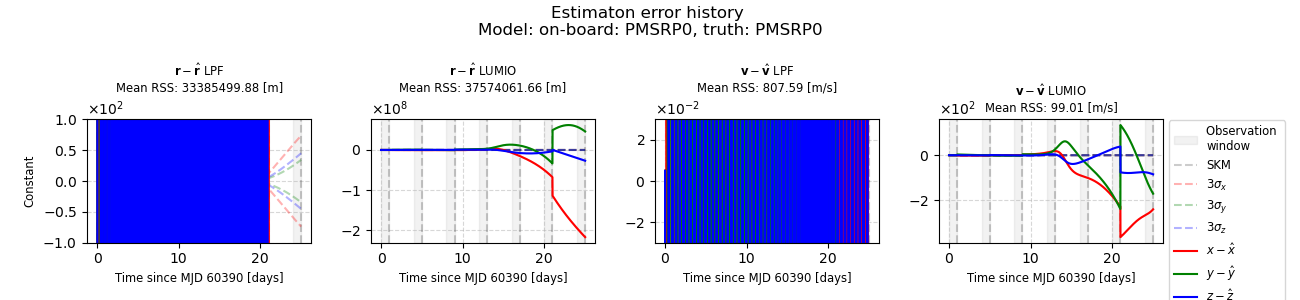 Estimaton error history
Model: on-board: PMSRP0, truth: PMSRP0
r − r̂ LPF
Mean RSS: 33385499.88 [m]
×10²
1.0
0.5
0.0
−0.5
−1.0
Constant
0
10
20
Time since MJD 60390 [days]
r − r̂ LUMIO
Mean RSS: 37574061.66 [m]
×10⁸
0
−1
−2
0
10
20
Time since MJD 60390 [days]
v − v̂ LPF
Mean RSS: 807.59 [m/s]
×10⁻²
2
0
−2
0
10
20
Time since MJD 60390 [days]
v − v̂ LUMIO
Mean RSS: 99.01 [m/s]
×10²
0
−2
0
10
20
Time since MJD 60390 [days]
Observation
window
SKM
3σₓ
3σ_y
3σ_z
x − x̂
y − ŷ
z − ẑ